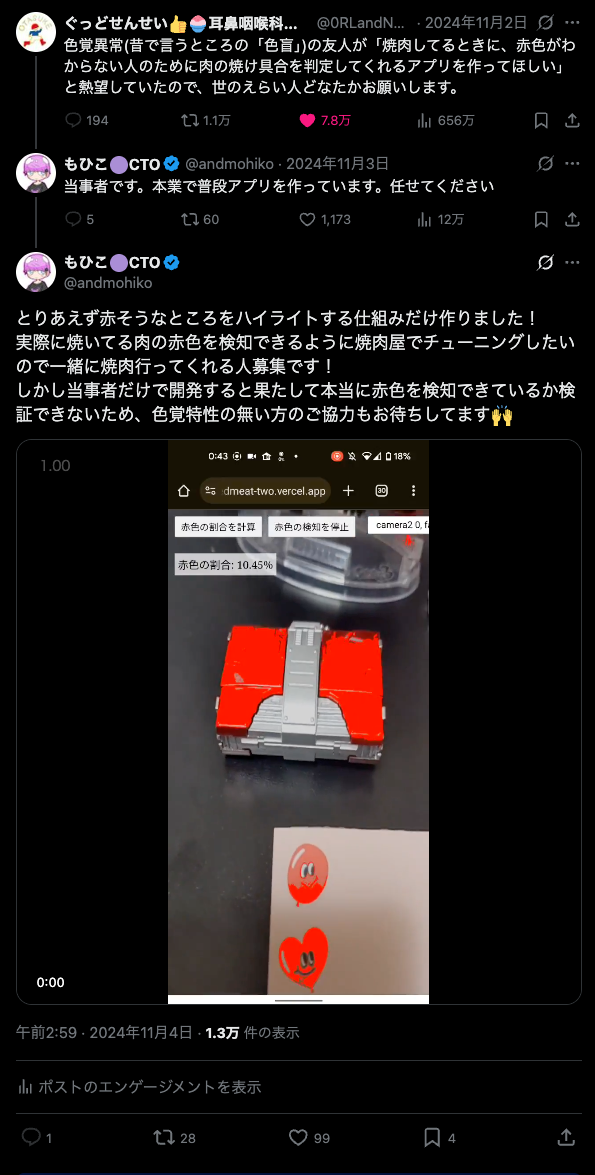 ぐっどせんせい👍🍧耳鼻咽喉科... @0RLandN... · 2024年11月2日
色覚異常(昔で言うところの「色盲」)の友人が「焼肉してるときに、赤色がわ
からない人のために肉の焼け具合を判定してくれるアプリを作ってほしい」
と熱望していたので、世のえらい人どなたかお願いします。
194 1.1万 7.8万 656万
もひこ🟣CTO @andmohiko · 2024年11月3日
当事者です。本業で普段アプリを作っています。任せてください
5 60 1,173 12万
もひこ🟣CTO
@andmohiko
とりあえず赤そうなところをハイライトする仕組みだけ作りました!
実際に焼いてる肉の赤色を検知できるように焼肉屋でチューニングしたい
ので一緒に焼肉行ってくれる人募集です!
しかし当事者だけで開発すると果たして本当に赤色を検知できているか検
証できないため、色覚特性の無い方のご協力もお待ちしてます🙌
1.00
0:43 18%
dmeat-two.vercel.app 30
赤色の割合を計算 赤色の検知を停止 camera2 0, fa
赤色の割合: 10.45%
0:00
午前2:59 · 2024年11月4日 · 1.3万 件の表示
ポストのエンゲージメントを表示
1 28 99 4